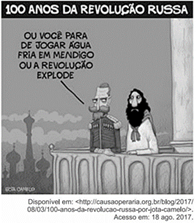 100 ANOS DA REVOLUÇÃO RUSSA
OU VOCÊ PARA
DE JOGAR ÁGUA
FRIA EM MENDIGO
OU A REVOLUÇÃO
EXPLODE
JOTA CAMELO
Disponível em: <http://causaoperaria.org.br/blog/2017/
08/03/100-anos-da-revolucao-russa-por-jota-camelo/>.
Acesso em: 18 ago. 2017.